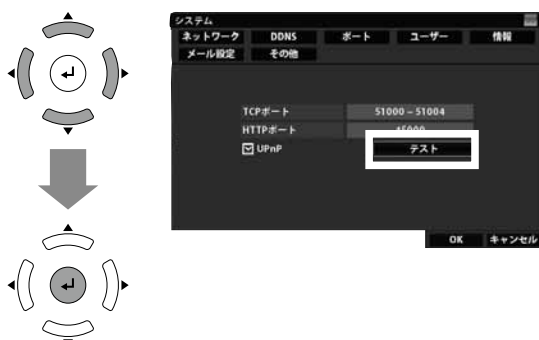 システム
ネットワーク DDNS ポート ユーザー 情報
メール設定 その他
TCPポート 51000 – 51004
HTTPポート
UPnP テスト
OK キャンセル